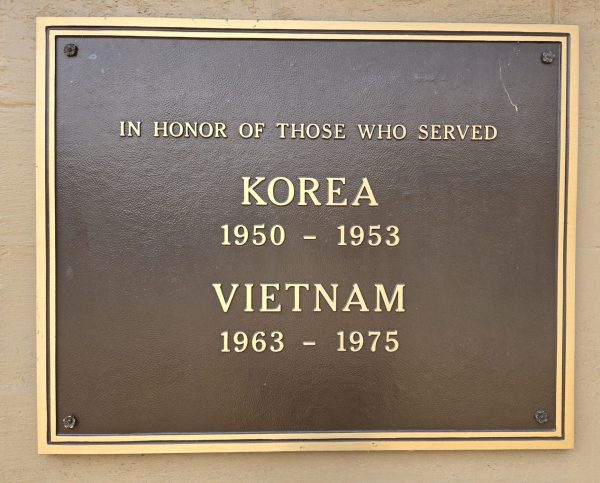 IN HONOR OF THOSE WHO SERVED
KOREA
1950 – 1953
VIETNAM
1963 – 1975